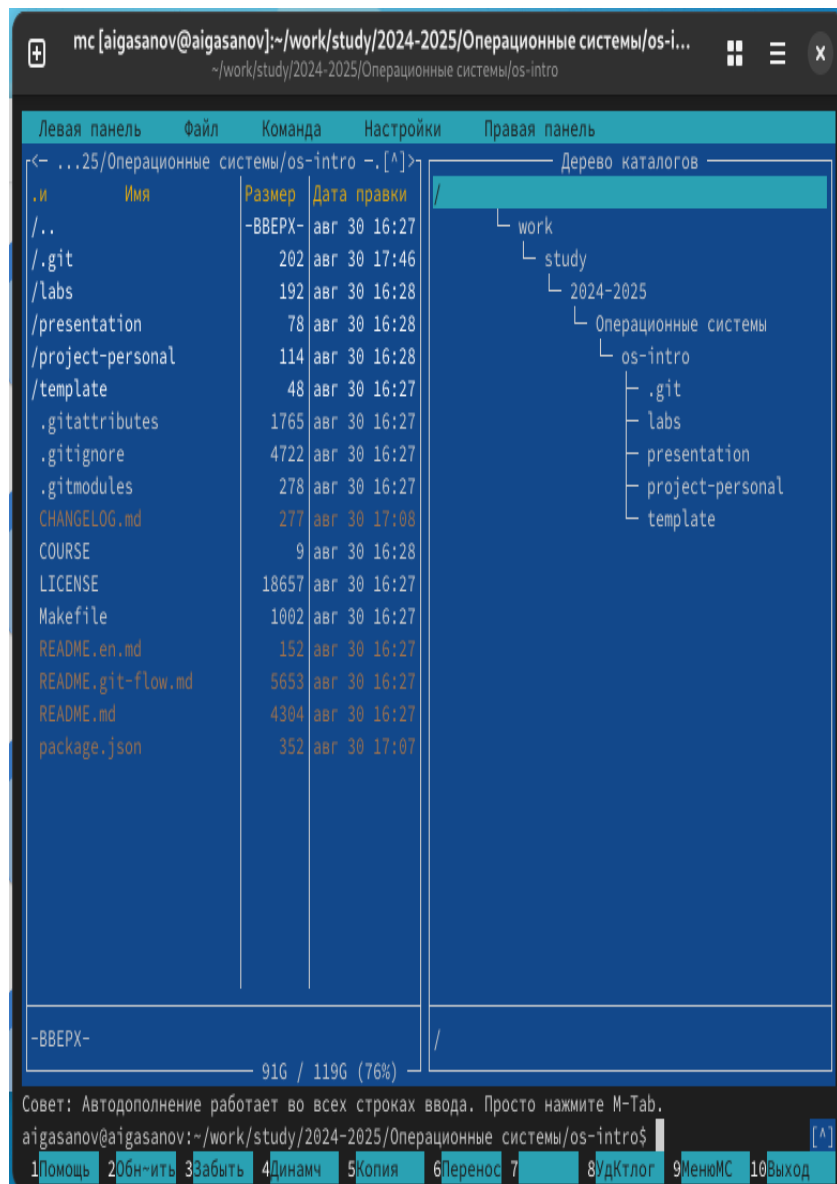 mc [aigasanov@aigasanov]:~/work/study/2024-2025/Операционные системы/os-i...
~/work/study/2024-2025/Операционные системы/os-intro
Левая панель Файл Команда Настройки Правая панель
<- ...25/Операционные системы/os-intro -.[^]> Дерево каталогов
.и Имя Размер Дата правки /
/.. -ВВЕРХ- авг 30 16:27 work
/.git 202 авг 30 17:46 study
/labs 192 авг 30 16:28 2024-2025
/presentation 78 авг 30 16:28 Операционные системы
/project-personal 114 авг 30 16:28 os-intro
/template 48 авг 30 16:27 .git
.gitattributes 1765 авг 30 16:27 labs
.gitignore 4722 авг 30 16:27 presentation
.gitmodules 278 авг 30 16:27 project-personal
CHANGELOG.md 277 авг 30 17:08 template
COURSE 9 авг 30 16:28
LICENSE 18657 авг 30 16:27
Makefile 1002 авг 30 16:27
README.en.md 152 авг 30 16:27
README.git-flow.md 5653 авг 30 16:27
README.md 4304 авг 30 16:27
package.json 352 авг 30 17:07
-ВВЕРХ- /
91G / 119G (76%)
Совет: Автодополнение работает во всех строках ввода. Просто нажмите M-Tab.
aigasanov@aigasanov:~/work/study/2024-2025/Операционные системы/os-intro$ [^]
1Помощь 2Обн~ить 3Забыть 4Динамч 5Копия 6Перенос 7 8УдКтлог 9МенюМС 10Выход